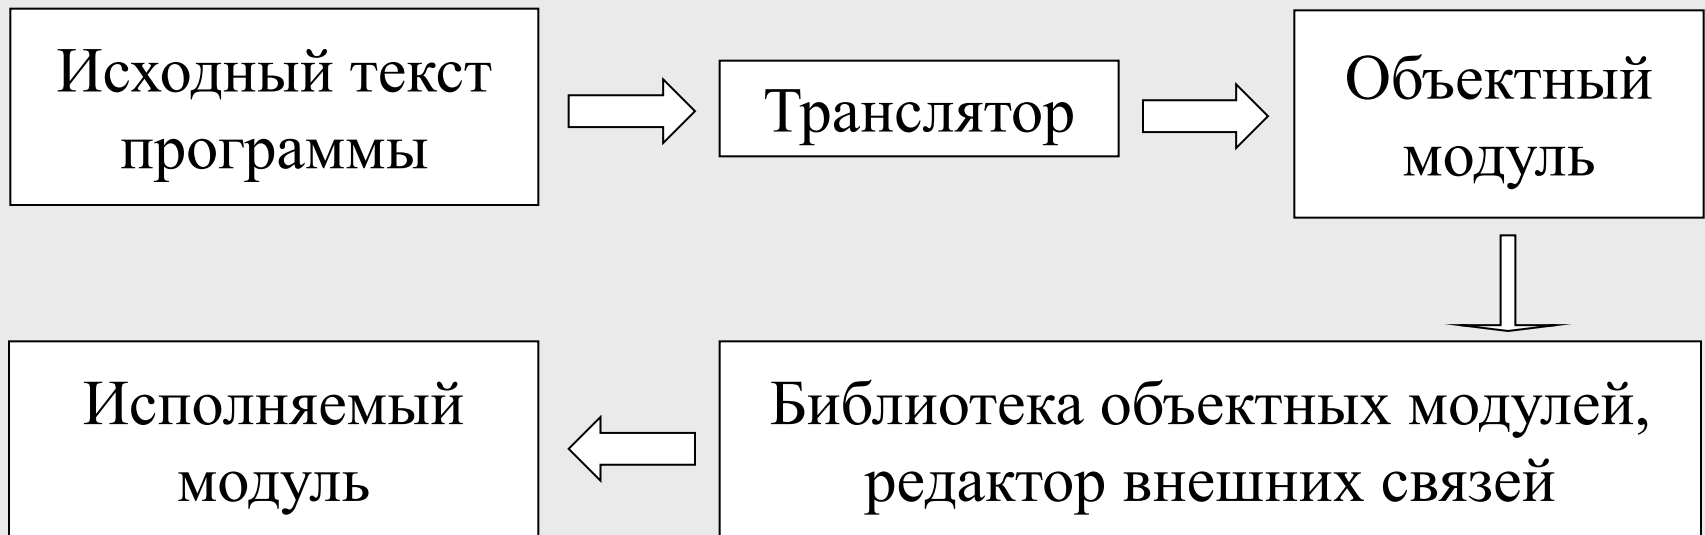 Исходный текст
программы
Транслятор
Объектный
модуль
Библиотека объектных модулей,
редактор внешних связей
Исполняемый
модуль